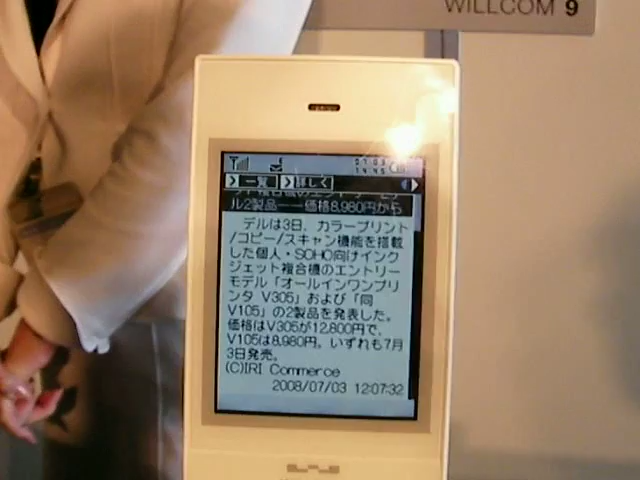 WILLCOM 9
07/03
14:45
一覧 詳しく
ル2製品――価格8,980円から
デルは3日、カラープリント
/コピー/スキャン機能を搭載
した個人・SOHO向けインク
ジェット複合機のエントリー
モデル「オールインワンプリ
ンタ V305」および「同
V105」の2製品を発表した。
価格はV305が12,800円で、
V105は8,980円。いずれも7月
3日発売。
(C)IRI Commerce
2008/07/03 12:07:32